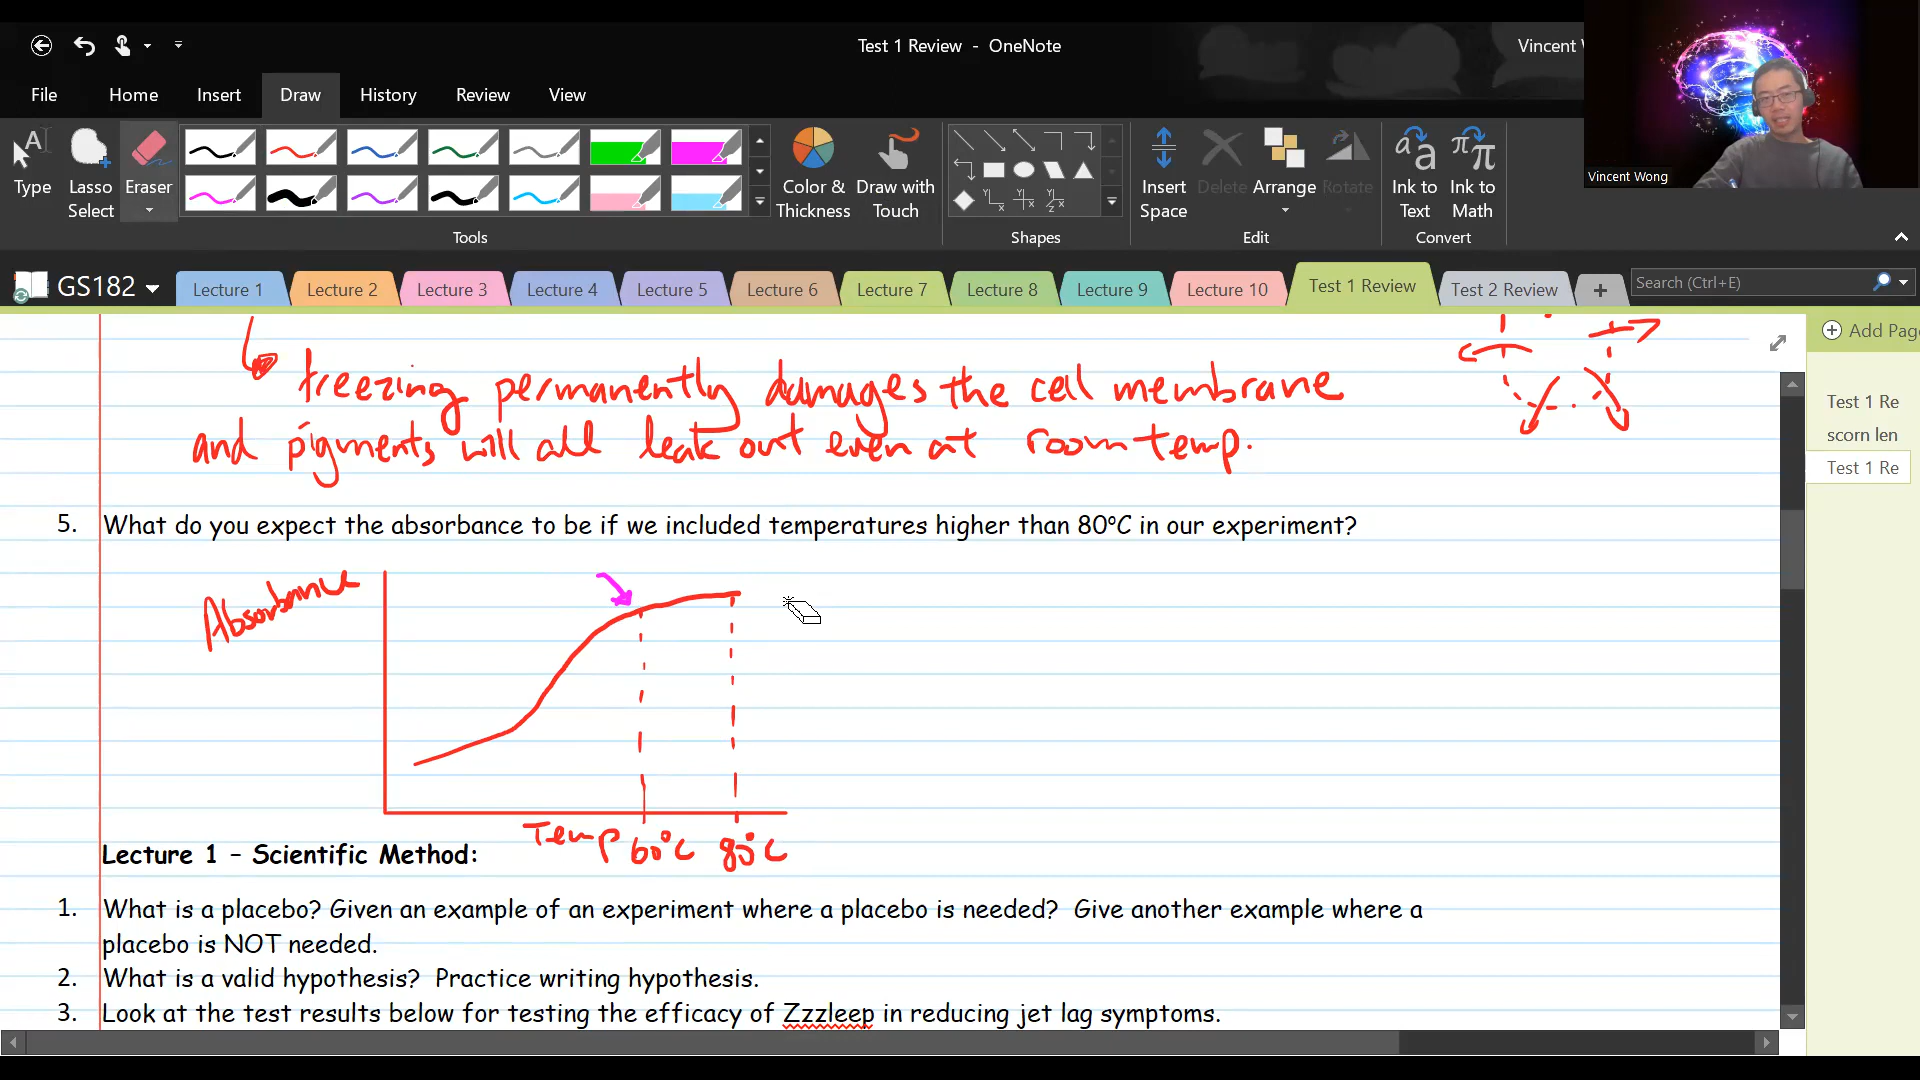 Test 1 Review - OneNote
Vincent W
File Home Insert Draw History Review View
Type
Lasso Select
Eraser
Color & Thickness
Draw with Touch
Insert Space
Delete
Arrange
Rotate
Ink to Text
Ink to Math
Tools
Shapes
Edit
Convert
Vincent Wong
GS182
Lecture 1
Lecture 2
Lecture 3
Lecture 4
Lecture 5
Lecture 6
Lecture 7
Lecture 8
Lecture 9
Lecture 10
Test 1 Review
Test 2 Review
Search (Ctrl+E)
Add Page
Test 1 Re
scorn len
Test 1 Re
freezing permanently damages the cell membrane
and pigments will all leak out even at room temp.
5. What do you expect the absorbance to be if we included temperatures higher than 80°C in our experiment?
Absorbance
Temp 60°C 80°C
Lecture 1 – Scientific Method:
1. What is a placebo? Given an example of an experiment where a placebo is needed? Give another example where a
placebo is NOT needed.
2. What is a valid hypothesis? Practice writing hypothesis.
3. Look at the test results below for testing the efficacy of Zzzleep in reducing jet lag symptoms.